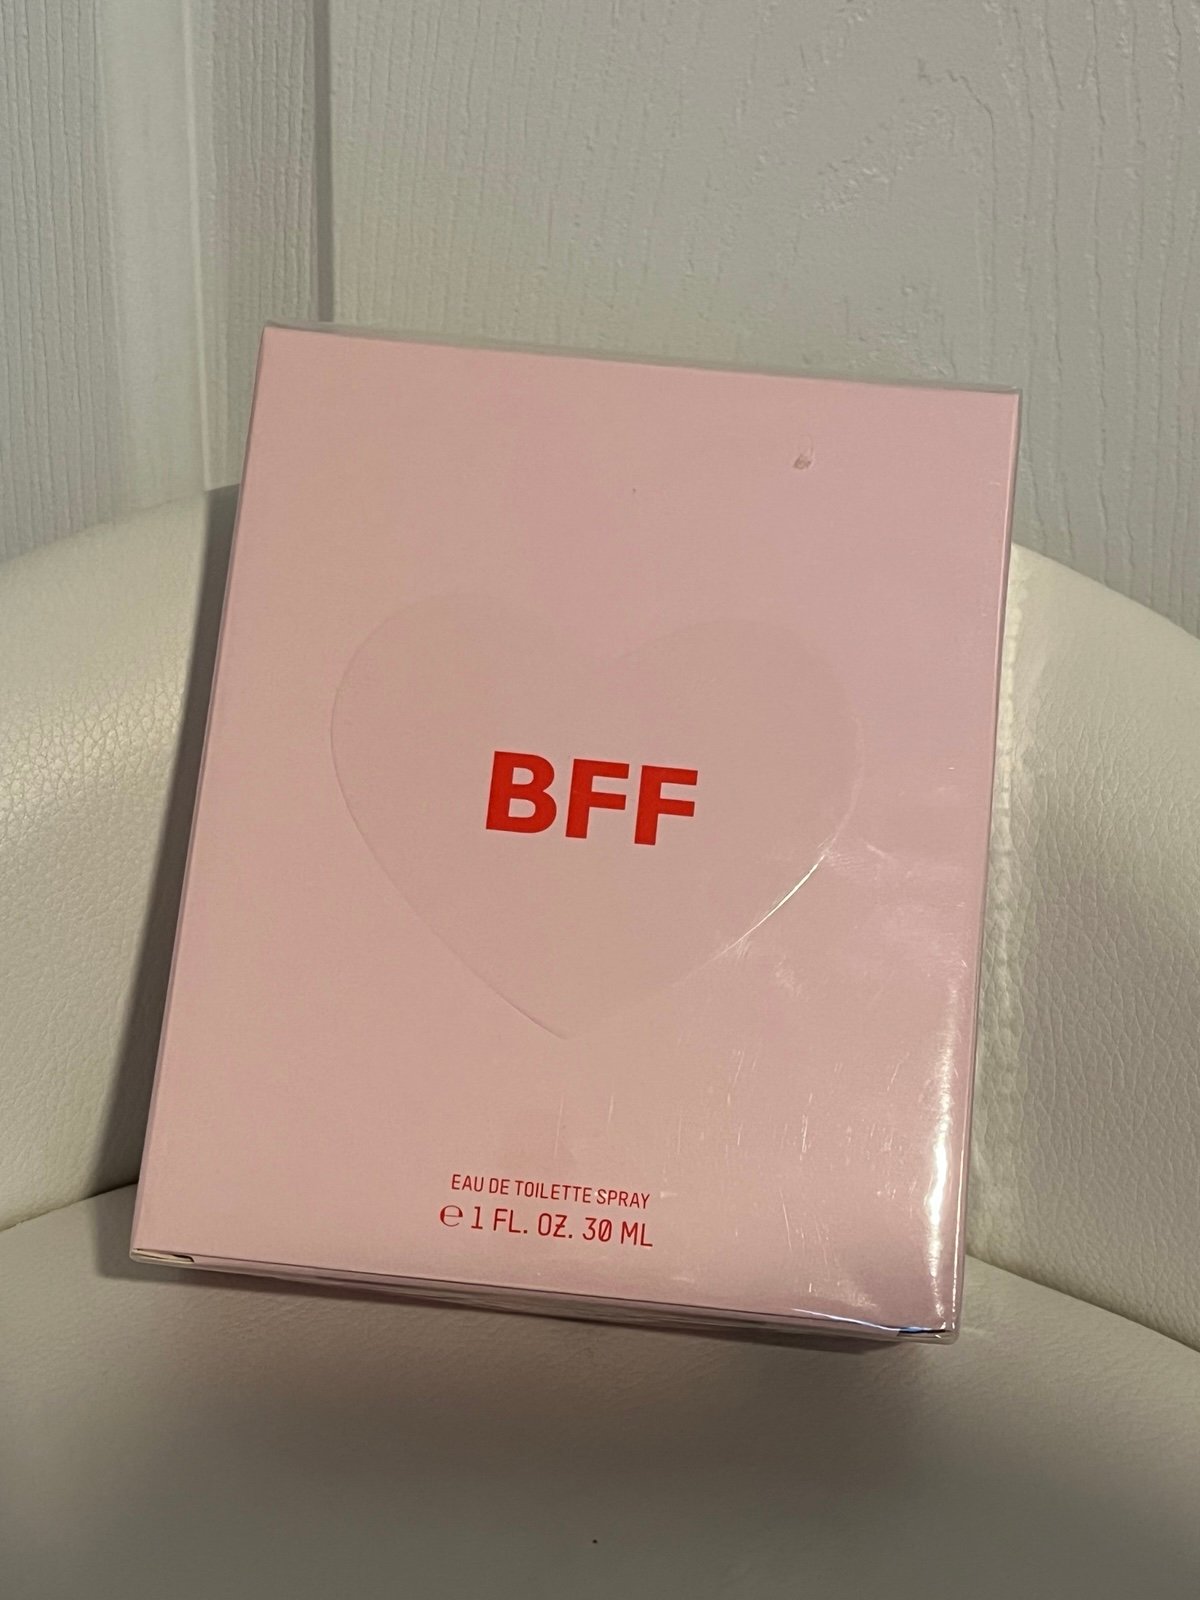 BFF
EAU DE TOILETTE SPRAY
℮ 1 FL. OZ. 30 ML